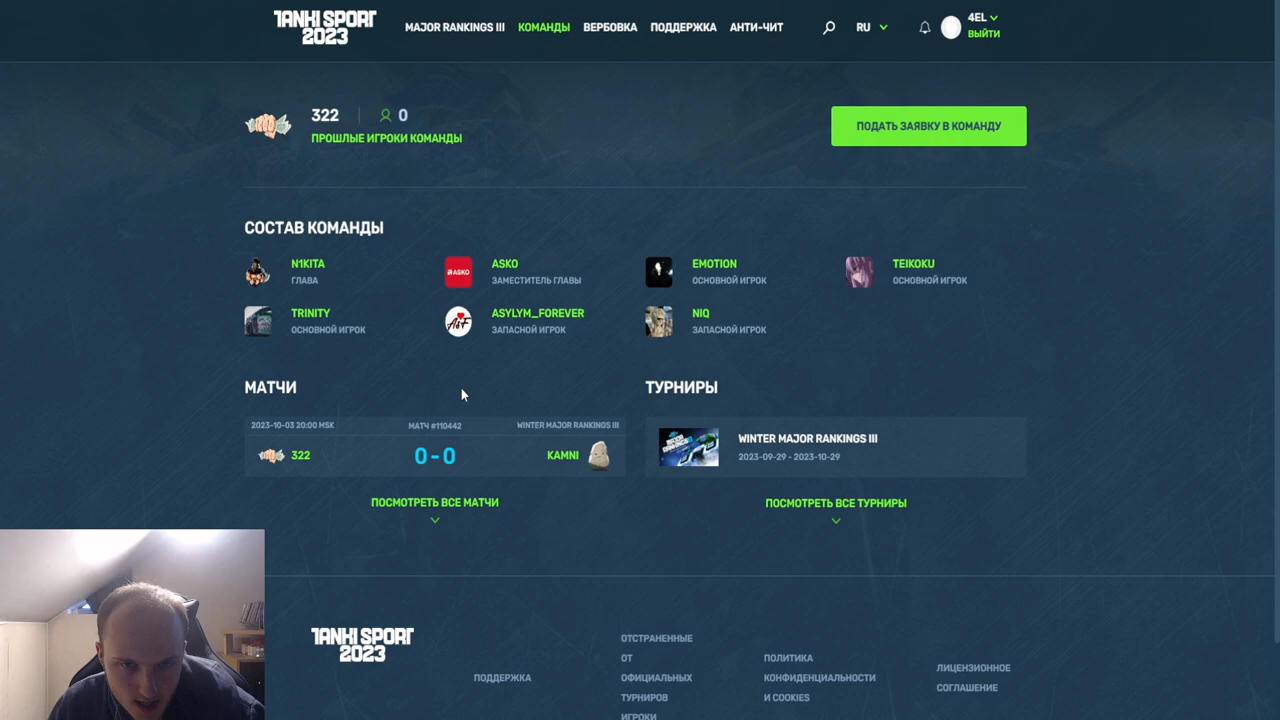 TANKI SPORT
2023
MAJOR RANKINGS III
КОМАНДЫ
ВЕРБОВКА
ПОДДЕРЖКА
АНТИ-ЧИТ
RU
4EL
ВЫЙТИ
322
0
ПРОШЛЫЕ ИГРОКИ КОМАНДЫ
ПОДАТЬ ЗАЯВКУ В КОМАНДУ
СОСТАВ КОМАНДЫ
N1KITA
ГЛАВА
ASKO
ASKO
ЗАМЕСТИТЕЛЬ ГЛАВЫ
EMOTION
ОСНОВНОЙ ИГРОК
TEIKOKU
ОСНОВНОЙ ИГРОК
TRINITY
ОСНОВНОЙ ИГРОК
ASYLYM_FOREVER
ЗАПАСНОЙ ИГРОК
NIQ
ЗАПАСНОЙ ИГРОК
МАТЧИ
2023-10-03 20:00 MSK
МАТЧ #110442
WINTER MAJOR RANKINGS III
322
0 - 0
KAMNI
ПОСМОТРЕТЬ ВСЕ МАТЧИ
ТУРНИРЫ
WINTER MAJOR RANKINGS III
2023-09-29 - 2023-10-29
ПОСМОТРЕТЬ ВСЕ ТУРНИРЫ
TANKI SPORT
2023
ПОДДЕРЖКА
ОТСТРАНЕННЫЕ
ОТ
ОФИЦИАЛЬНЫХ
ТУРНИРОВ
ИГРОКИ
ПОЛИТИКА
КОНФИДЕНЦИАЛЬНОСТИ
И COOKIES
ЛИЦЕНЗИОННОЕ
СОГЛАШЕНИЕ